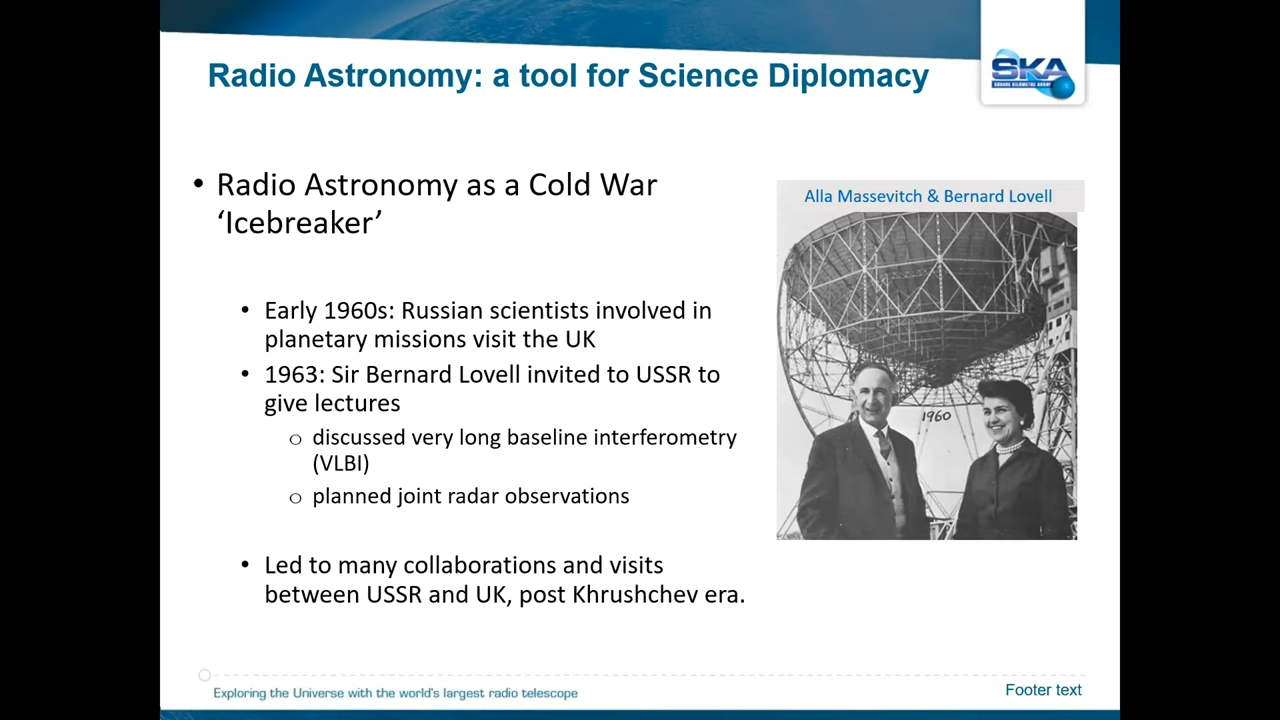 Radio Astronomy: a tool for Science Diplomacy
SKA
SQUARE KILOMETRE ARRAY
• Radio Astronomy as a Cold War
‘Icebreaker’
Alla Massevitch & Bernard Lovell
• Early 1960s: Russian scientists involved in
planetary missions visit the UK
• 1963: Sir Bernard Lovell invited to USSR to
give lectures
o discussed very long baseline interferometry
(VLBI)
o planned joint radar observations
1960
• Led to many collaborations and visits
between USSR and UK, post Khrushchev era.
Exploring the Universe with the world's largest radio telescope
Footer text